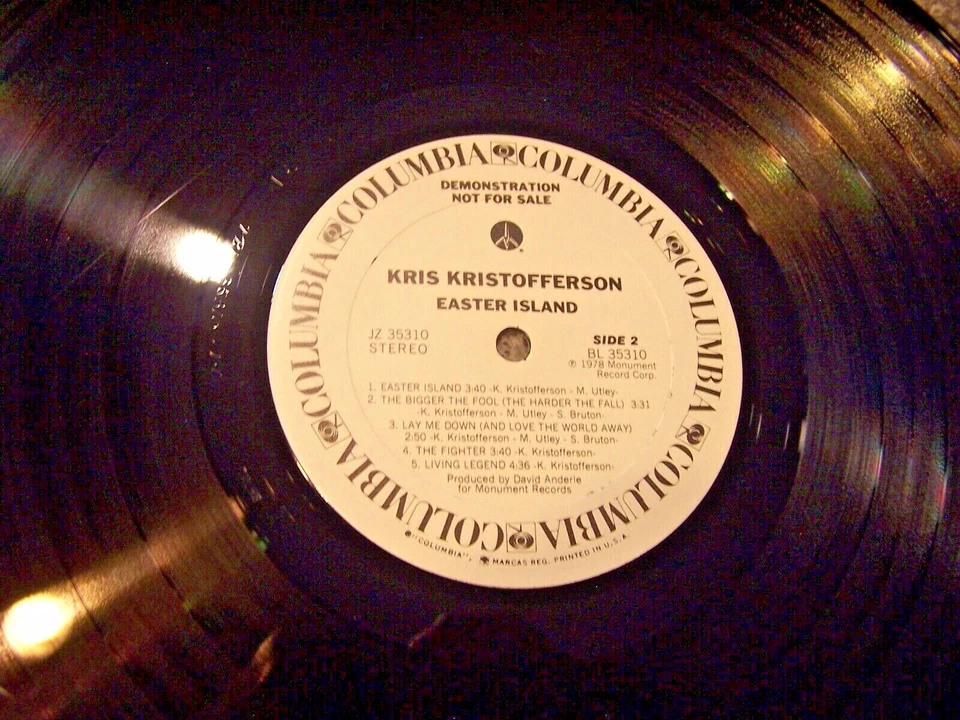 COLUMBIA COLUMBIA COLUMBIA COLUMBIA COLUMBIA COLUMBIA COLUMBIA
DEMONSTRATION
NOT FOR SALE
KRIS KRISTOFFERSON
EASTER ISLAND
JZ 35310
STEREO
SIDE 2
BL 35310
℗ 1978 Monument
Record Corp.
1. EASTER ISLAND 3:40 -K. Kristofferson - M. Utley-
2. THE BIGGER THE FOOL (THE HARDER THE FALL) 3:31
-K. Kristofferson - M. Utley - S. Bruton-
3. LAY ME DOWN (AND LOVE THE WORLD AWAY)
2:50 -K. Kristofferson - M. Utley - S. Bruton-
4. THE FIGHTER 3:40 -K. Kristofferson-
5. LIVING LEGEND 4:36 -K. Kristofferson-
Produced by David Anderle
for Monument Records
"COLUMBIA", MARCAS REG. PRINTED IN U.S.A.